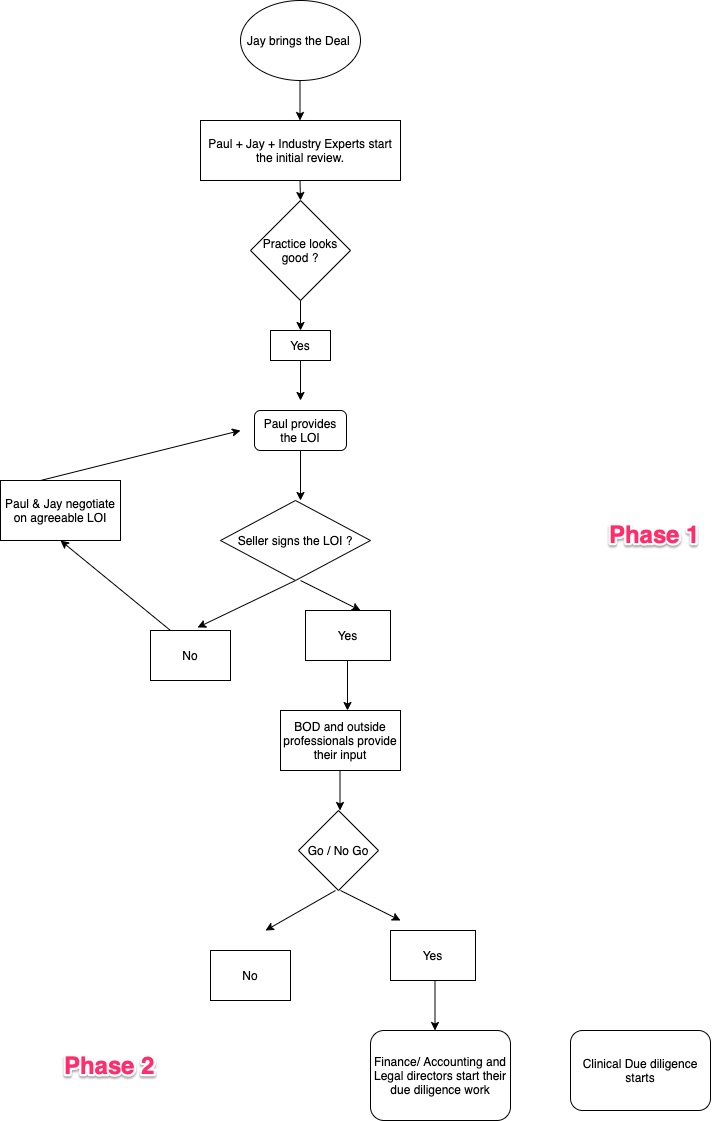 Jay brings the Deal
Paul + Jay + Industry Experts start
the initial review.
Practice looks
good ?
Yes
Paul provides
the LOI
Paul & Jay negotiate
on agreeable LOI
Seller signs the LOI ?
Phase 1
No
Yes
BOD and outside
professionals provide
their input
Go / No Go
No
Yes
Phase 2
Finance/ Accounting and
Legal directors start their
due diligence work
Clinical Due diligence
starts